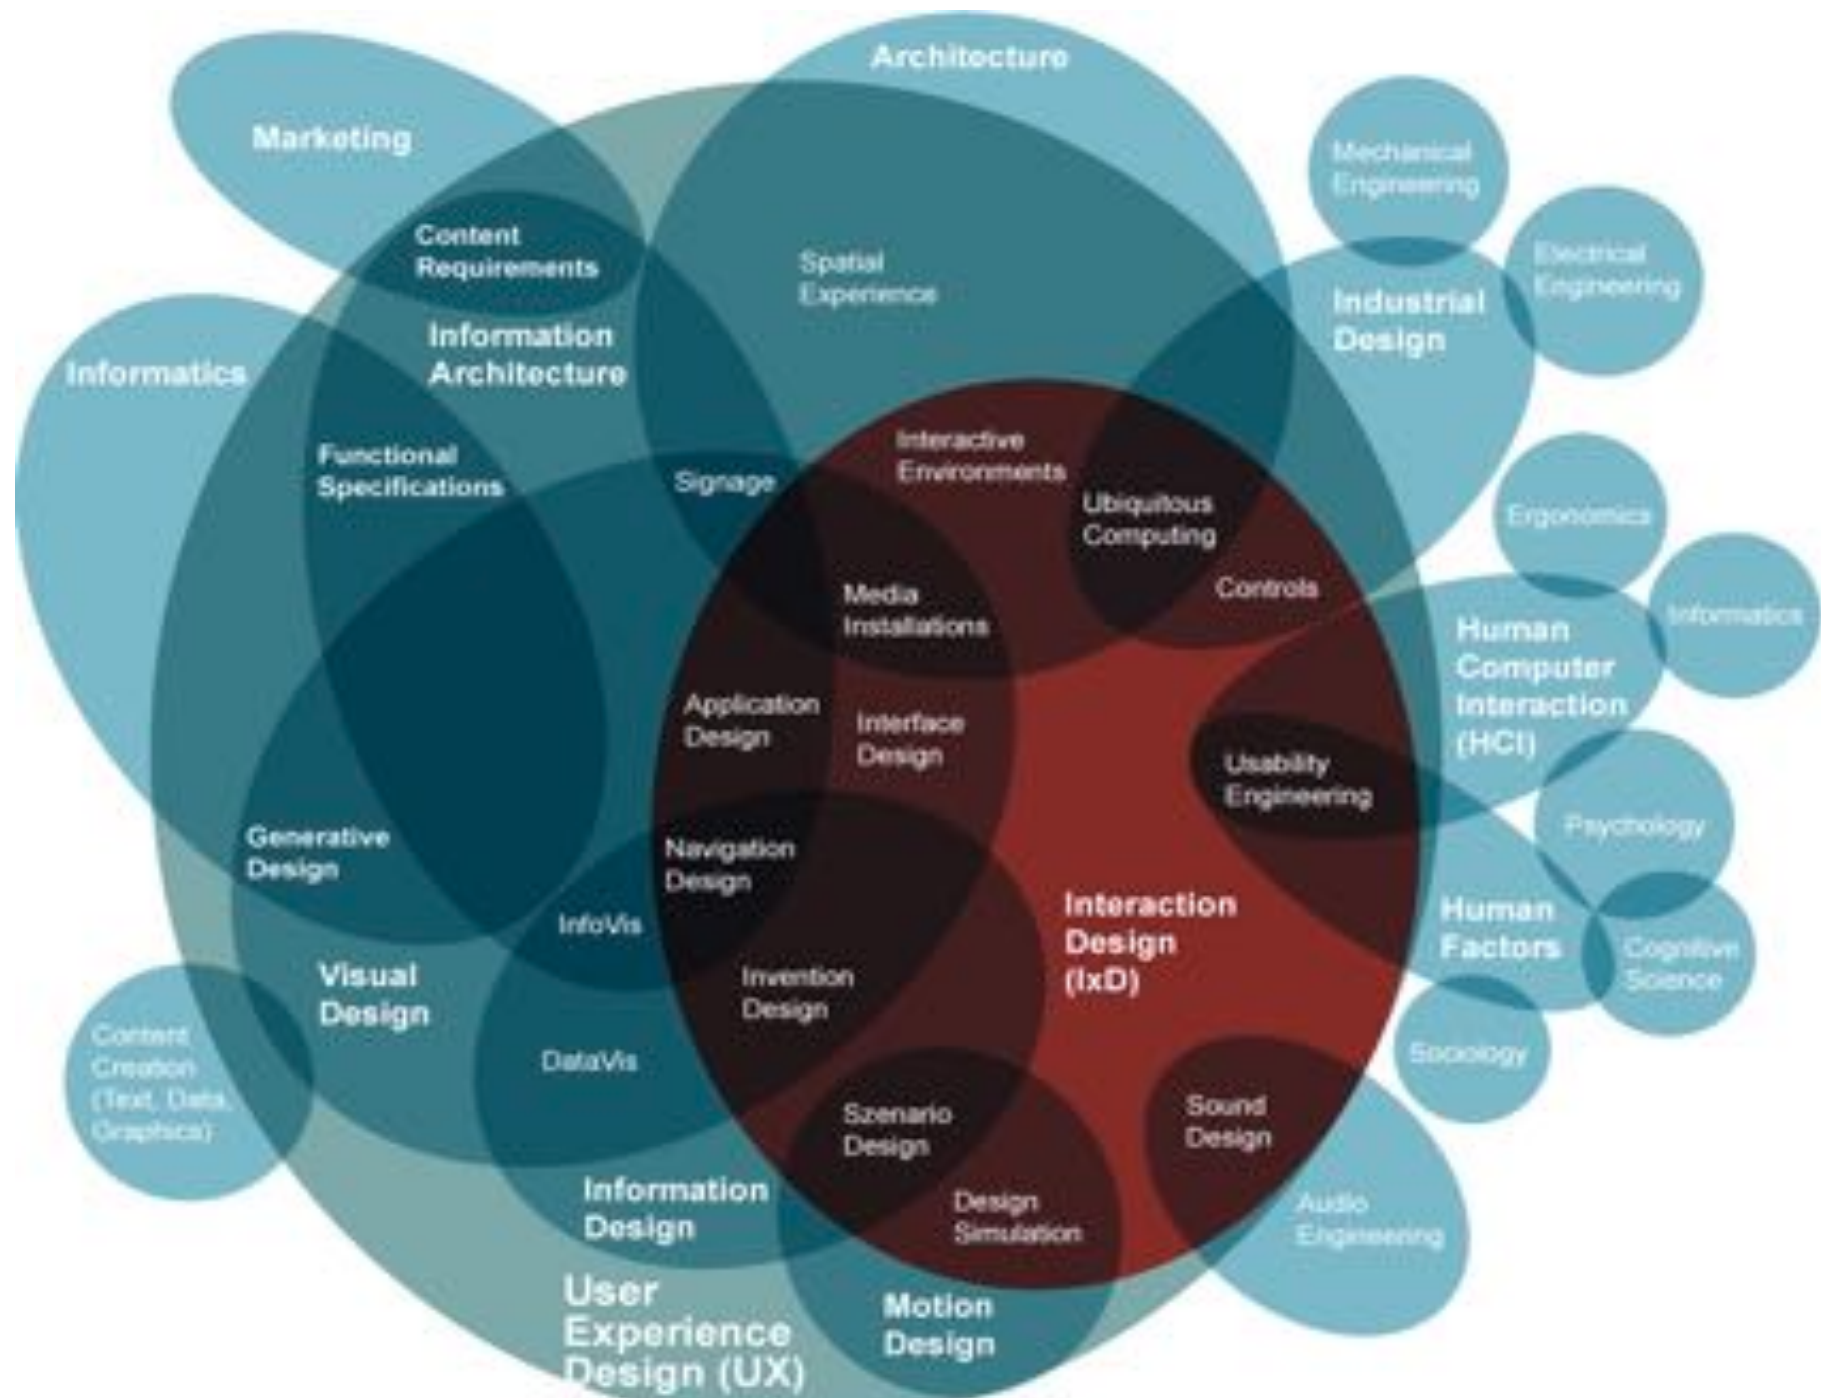 Architecture
Marketing
Mechanical
Engineering
Content
Requirements
Spatial
Experience
Electrical
Engineering
Industrial
Design
Information
Architecture
Informatics
Functional
Specifications
Signage
Interactive
Environments
Ubiquitous
Computing
Ergonomics
Controls
Media
Installations
Informatics
Human
Computer
Interaction
(HCI)
Application
Design
Interface
Design
Usability
Engineering
Psychology
Generative
Design
Navigation
Design
InfoVis
Interaction
Design
(IxD)
Human
Factors
Cognitive
Science
Visual
Design
Invention
Design
Content
Creation
(Text, Data,
Graphics)
DataVis
Sociology
Szenario
Design
Sound
Design
Information
Design
Design
Simulation
Audio
Engineering
User
Experience
Design (UX)
Motion
Design